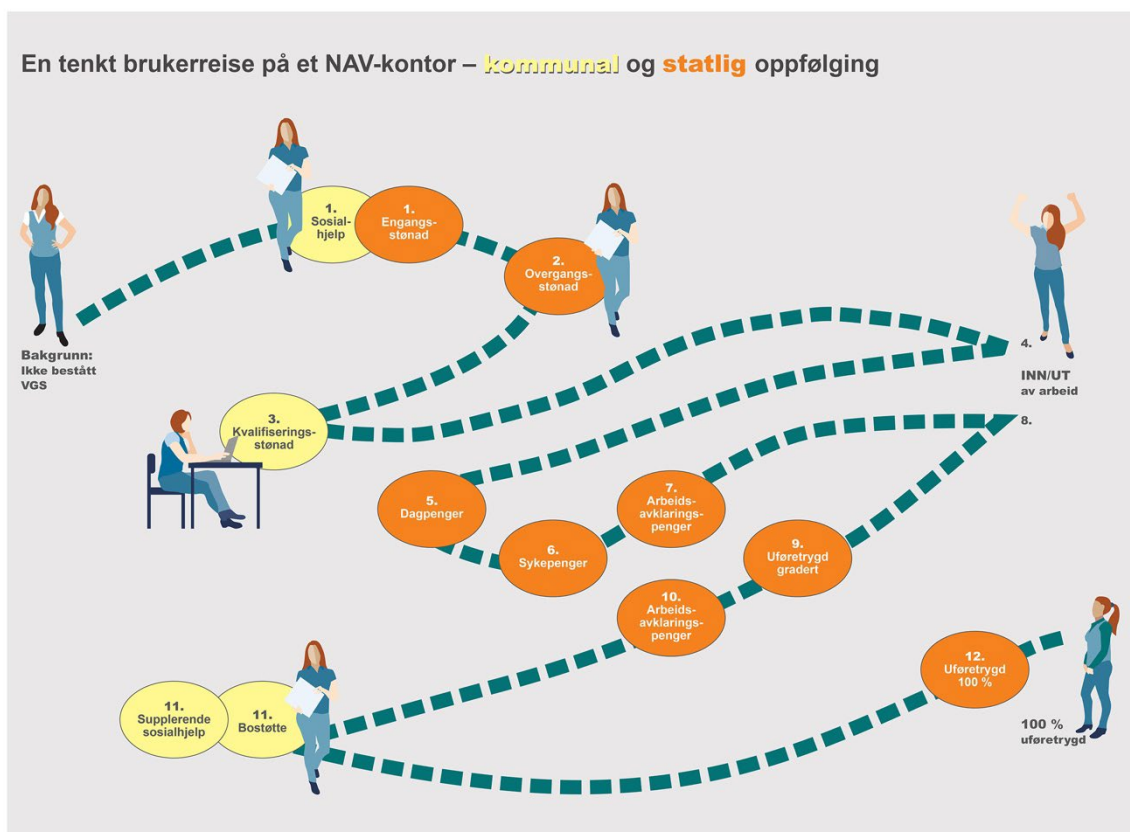 En tenkt brukerreise på et NAV-kontor – kommunal og statlig oppfølging
1.
Sosial-
hjelp
1.
Engangs-
stønad
2.
Overgangs-
stønad
Bakgrunn:
Ikke bestått
VGS
3.
Kvalifiserings-
stønad
4.
INN/UT
av arbeid
8.
5.
Dagpenger
6.
Sykepenger
7.
Arbeids-
avklarings-
penger
9.
Uføretrygd
gradert
10.
Arbeids-
avklarings-
penger
11.
Supplerende
sosialhjelp
11.
Bostøtte
12.
Uføretrygd
100 %
100 %
uføretrygd